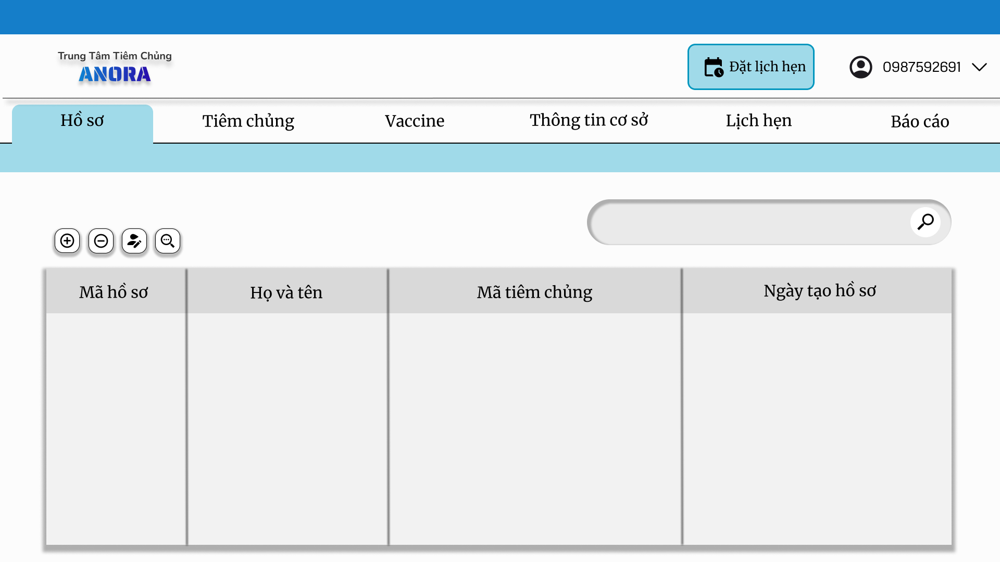 Trung Tâm Tiêm Chủng
ANORA
Đặt lịch hẹn
0987592691
Hồ sơ
Tiêm chủng
Vaccine
Thông tin cơ sở
Lịch hẹn
Báo cáo
Mã hồ sơ
Họ và tên
Mã tiêm chủng
Ngày tạo hồ sơ